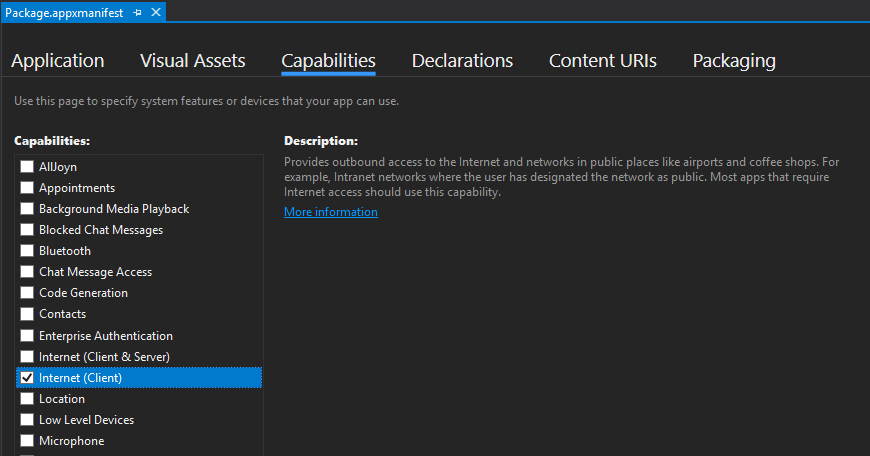 Package.appxmanifest
Application Visual Assets Capabilities Declarations Content URIs Packaging
Use this page to specify system features or devices that your app can use.
Capabilities:
AllJoyn
Appointments
Background Media Playback
Blocked Chat Messages
Bluetooth
Chat Message Access
Code Generation
Contacts
Enterprise Authentication
Internet (Client & Server)
Internet (Client)
Location
Low Level Devices
Microphone
Description:
Provides outbound access to the Internet and networks in public places like airports and coffee shops. For
example, Intranet networks where the user has designated the network as public. Most apps that require
Internet access should use this capability.
More information